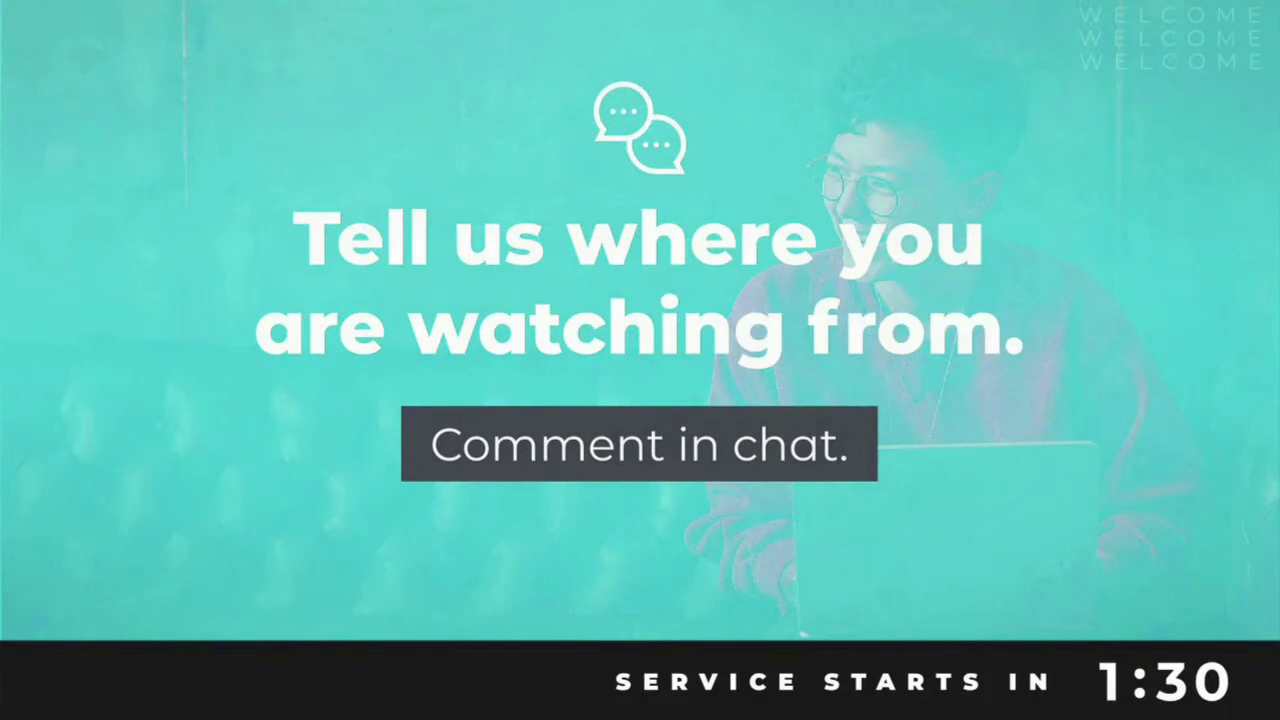 WELCOME
WELCOME
WELCOME
Tell us where you
are watching from.
Comment in chat.
SERVICE STARTS IN 1:30